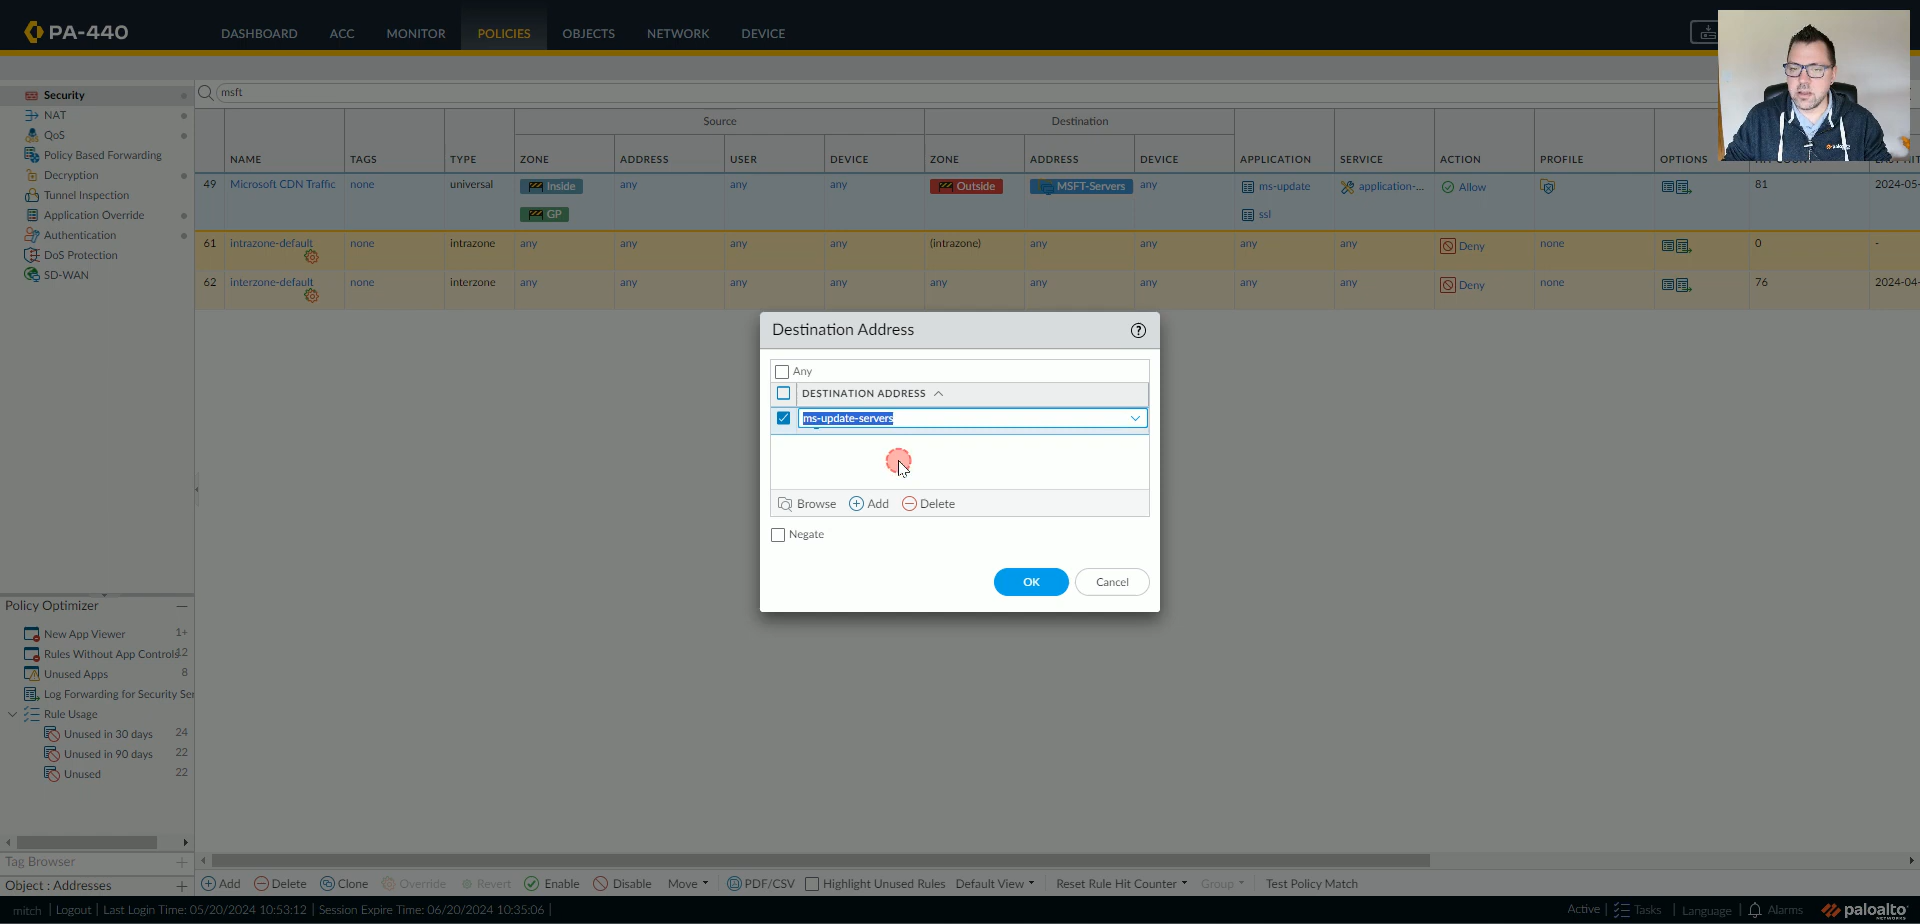 PA-440
DASHBOARD ACC MONITOR POLICIES OBJECTS NETWORK DEVICE
Security
NAT
QoS
Policy Based Forwarding
Decryption
Tunnel Inspection
Application Override
Authentication
DoS Protection
SD-WAN
msft
Source Destination
NAME TAGS TYPE ZONE ADDRESS USER DEVICE ZONE ADDRESS DEVICE APPLICATION SERVICE ACTION PROFILE OPTIONS
49 Microsoft CDN Traffic none universal Inside any any any Outside MSFT-Servers any ms-update application-... Allow 81 2024-05-
GP ssl
61 intrazone-default none intrazone any any any any (intrazone) any any any any Deny none 0 -
62 interzone-default none interzone any any any any any any any any any Deny none 76 2024-04-
Destination Address
Any
DESTINATION ADDRESS
ms-update-servers
Browse Add Delete
Negate
OK Cancel
Policy Optimizer
New App Viewer 1+
Rules Without App Controls 12
Unused Apps 8
Log Forwarding for Security Ser
Rule Usage
Unused in 30 days 24
Unused in 90 days 22
Unused 22
Tag Browser
Object : Addresses
Add Delete Clone Override Revert Enable Disable Move PDF/CSV Highlight Unused Rules Default View Reset Rule Hit Counter Group Test Policy Match
mitch | Logout | Last Login Time: 05/20/2024 10:53:12 | Session Expire Time: 06/20/2024 10:35:06 |
Active | Tasks | Language | Alarms paloalto NETWORKS